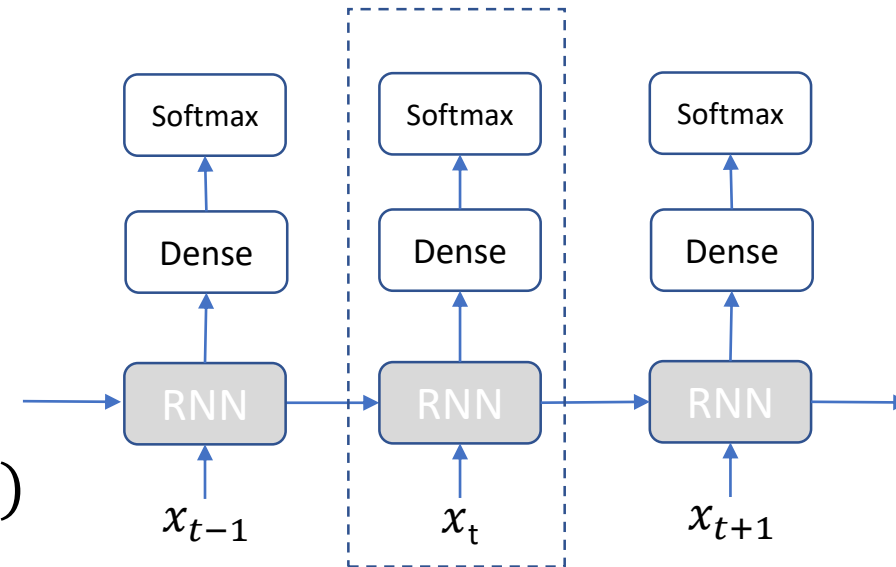 Softmax Softmax Softmax
Dense Dense Dense
RNN RNN RNN
)
x_{t-1} x_t x_{t+1}